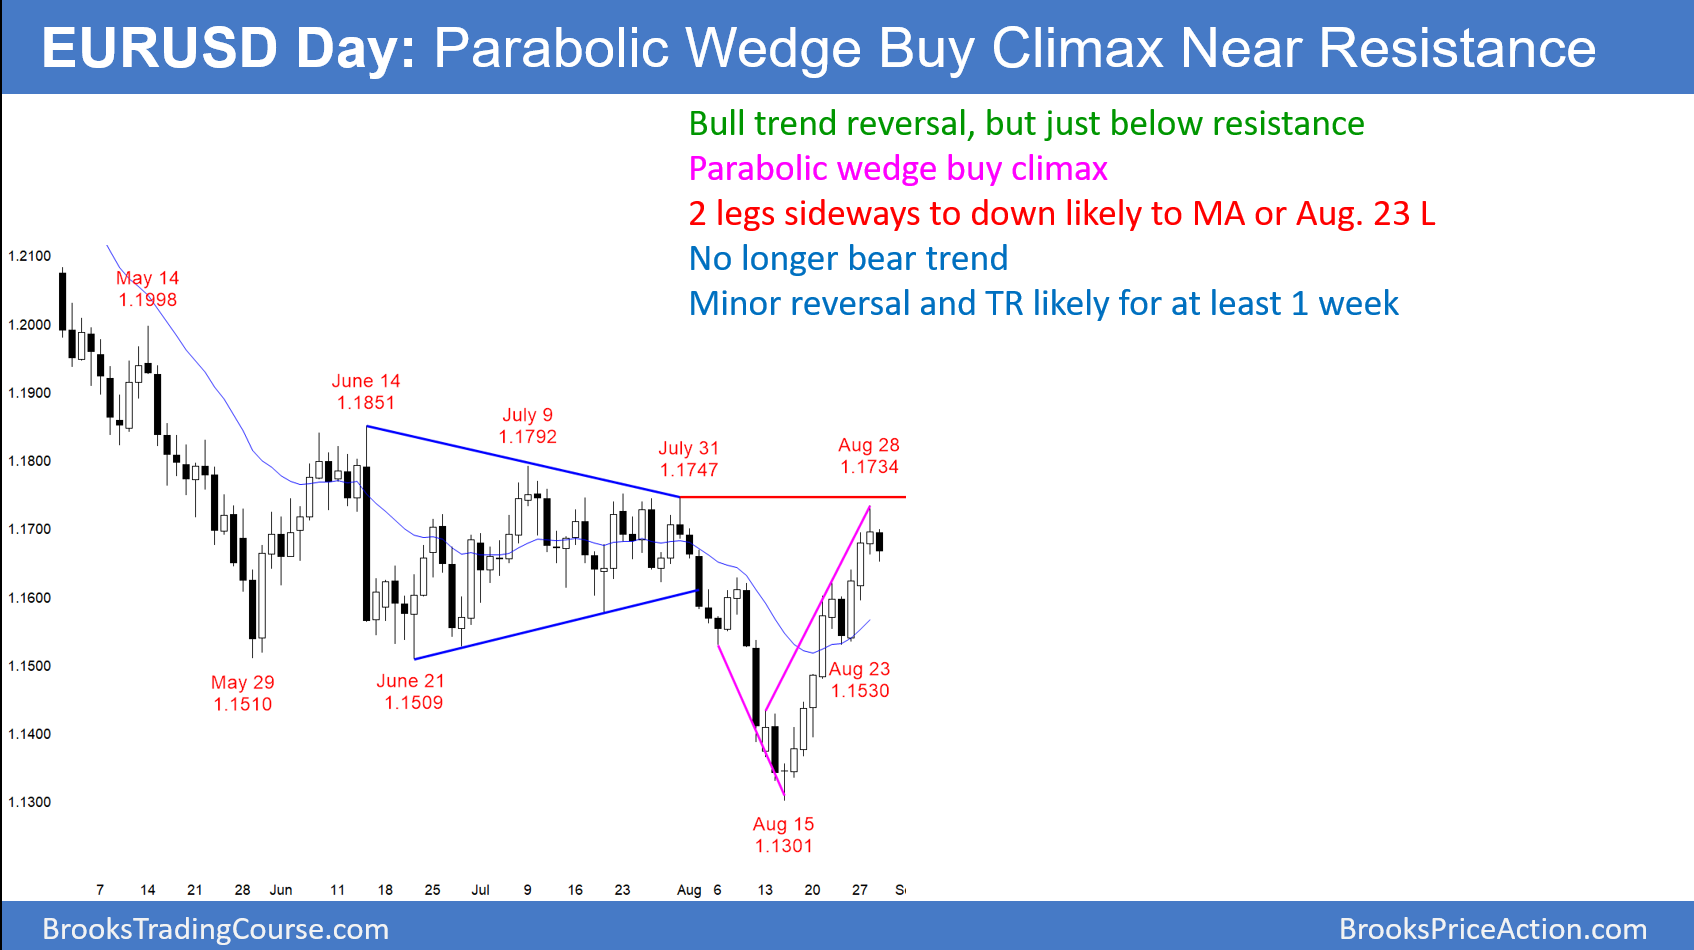 EURUSD Day: Parabolic Wedge Buy Climax Near Resistance
Bull trend reversal, but just below resistance
Parabolic wedge buy climax
2 legs sideways to down likely to MA or Aug. 23 L
No longer bear trend
Minor reversal and TR likely for at least 1 week
1.2100
1.2000
1.1900
1.1800
1.1700
1.1600
1.1500
1.1400
1.1300
May 14
1.1998
June 14
1.1851
July 9
1.1792
July 31
1.1747
Aug 28
1.1734
May 29
1.1510
June 21
1.1509
Aug 23
1.1530
Aug 15
1.1301
7 14 21 28 Jun 11 18 25 Jul 9 16 23 Aug 6 13 20 27
BrooksTradingCourse.com
BrooksPriceAction.com